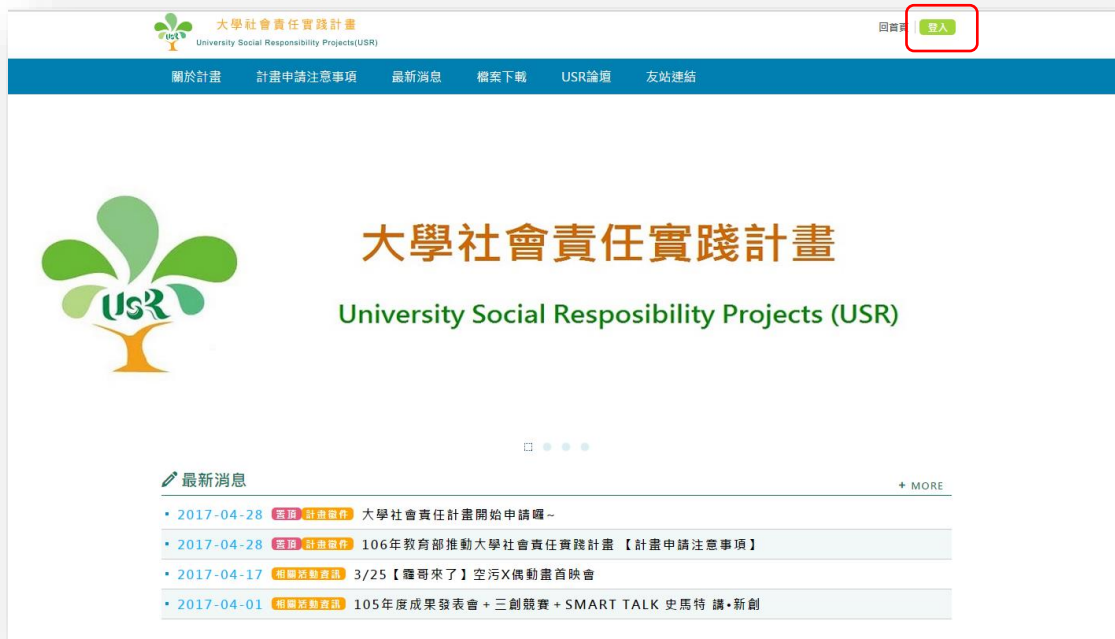 USR
大學社會責任實踐計畫
University Social Responsibility Projects(USR)
回首頁 登入
關於計畫 計畫申請注意事項 最新消息 檔案下載 USR論壇 友站連結
UsR
大學社會責任實踐計畫
University Social Resposibility Projects (USR)
最新消息
+ MORE
2017-04-28 置頂 計畫徵件 大學社會責任計畫開始申請囉~
2017-04-28 置頂 計畫徵件 106年教育部推動大學社會責任實踐計畫 【計畫申請注意事項】
2017-04-17 相關活動資訊 3/25【霾哥來了】空污X偶動畫首映會
2017-04-01 相關活動資訊 105年度成果發表會+三創競賽+SMART TALK 史馬特 講•新創